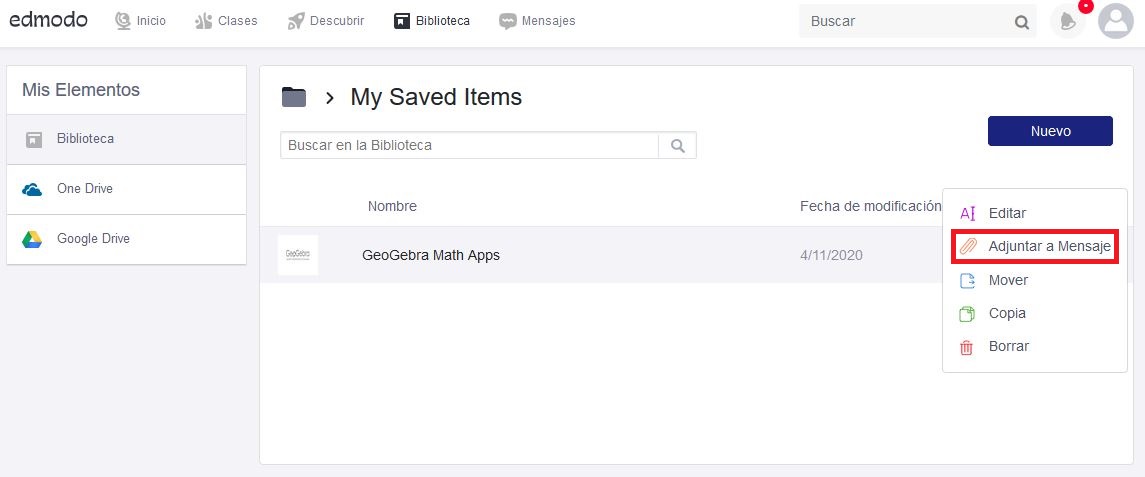 edmodo Inicio Clases Descubrir Biblioteca Mensajes Buscar
Mis Elementos
Biblioteca
One Drive
Google Drive
My Saved Items
Buscar en la Biblioteca
Nuevo
Nombre Fecha de modificación
GeoGebra
GeoGebra Math Apps 4/11/2020
Editar
Adjuntar a Mensaje
Mover
Copia
Borrar